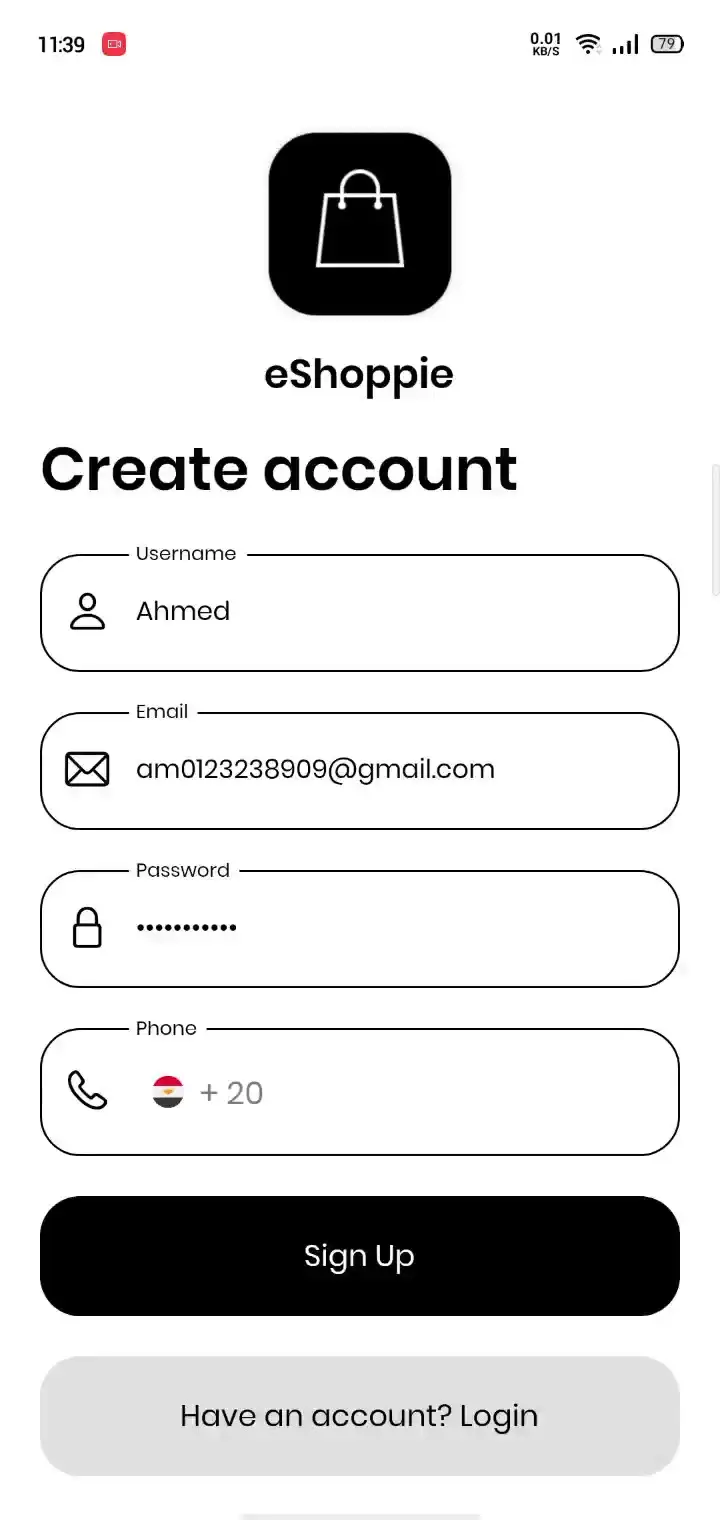 11:39
0.01
KB/S
79
eShoppie
Create account
Username
Ahmed
Email
am0123238909@gmail.com
Password
•••••••••••
Phone
+ 20
Sign Up
Have an account? Login